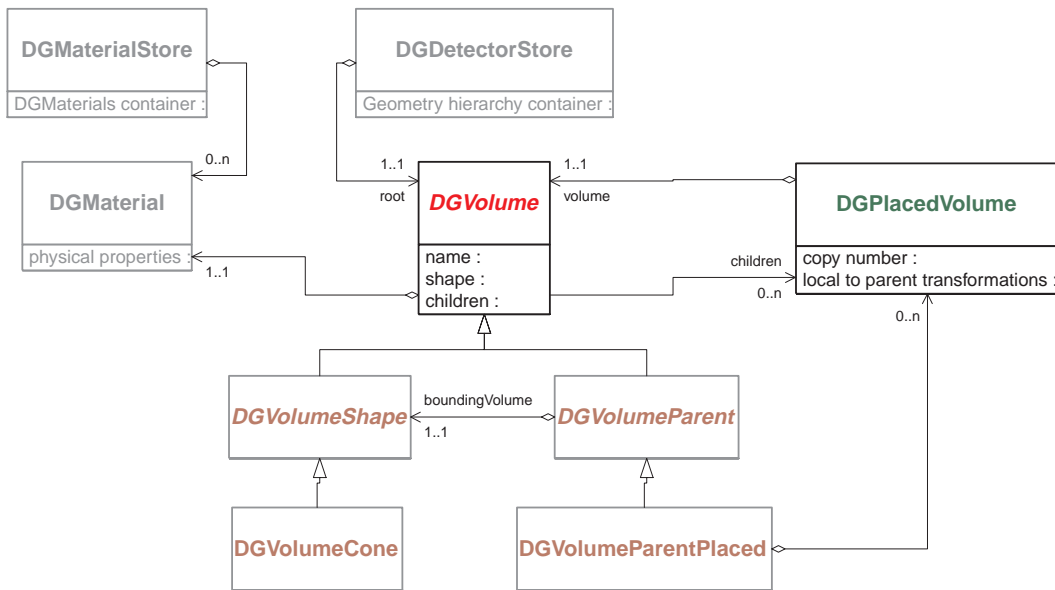 DGMaterialStore
DGMaterials container :
DGDetectorStore
Geometry hierarchy container :
0..n
1..1
root
1..1
volume
DGMaterial
physical properties :
1..1
DGVolume
name :
shape :
children :
DGPlacedVolume
copy number :
local to parent transformations :
children
0..n
0..n
DGVolumeShape
boundingVolume
1..1
DGVolumeParent
DGVolumeCone
DGVolumeParentPlaced